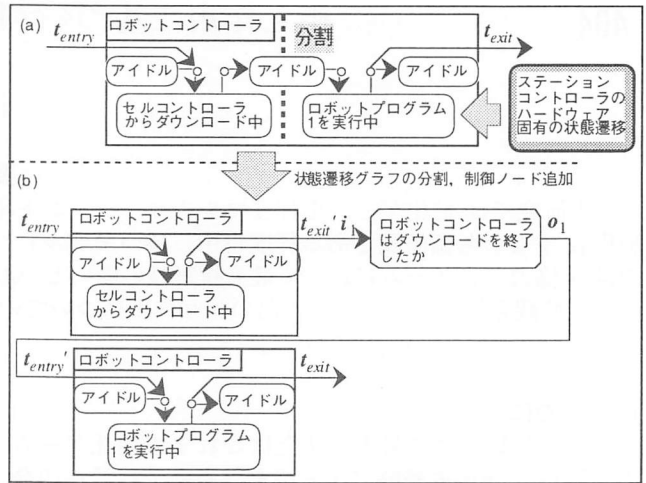 (a)
t_entry
ロボットコントローラ
分割
t_exit
アイドル
アイドル
アイドル
セルコントローラ
からダウンロード中
ロボットプログラム
1を実行中
ステーション
コントローラの
ハードウェア
固有の状態遷移
状態遷移グラフの分割，制御ノード追加
(b)
t_entry
ロボットコントローラ
t_exit' i_1
ロボットコントローラ
はダウンロードを終了
したか
o_1
アイドル
アイドル
セルコントローラ
からダウンロード中
t_entry'
ロボットコントローラ
t_exit
アイドル
アイドル
ロボットプログラム
1を実行中